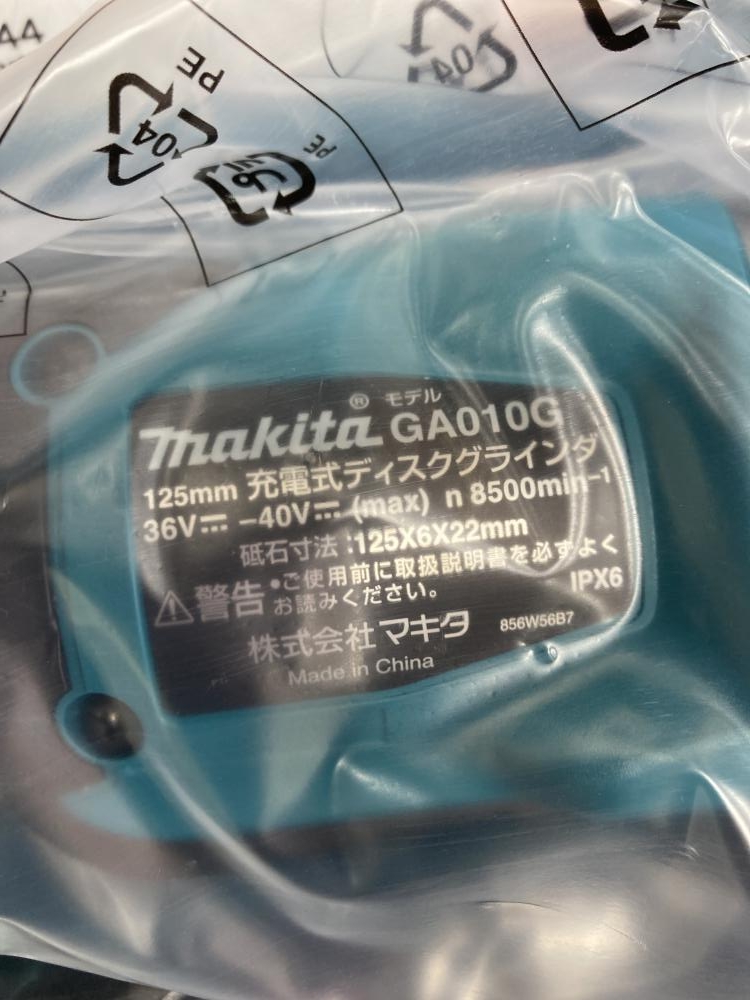 44
04
PE
04
PE
プラ
makita® モデル GA010G
125mm 充電式ディスクグラインダ
36V⎓ -40V⎓ (max) n 8500min⁻¹
砥石寸法:125X6X22mm
⚠警告 •ご使用前に取扱説明書を必ずよく
お読みください。
IPX6
株式会社マキタ 856W56B7
Made in China